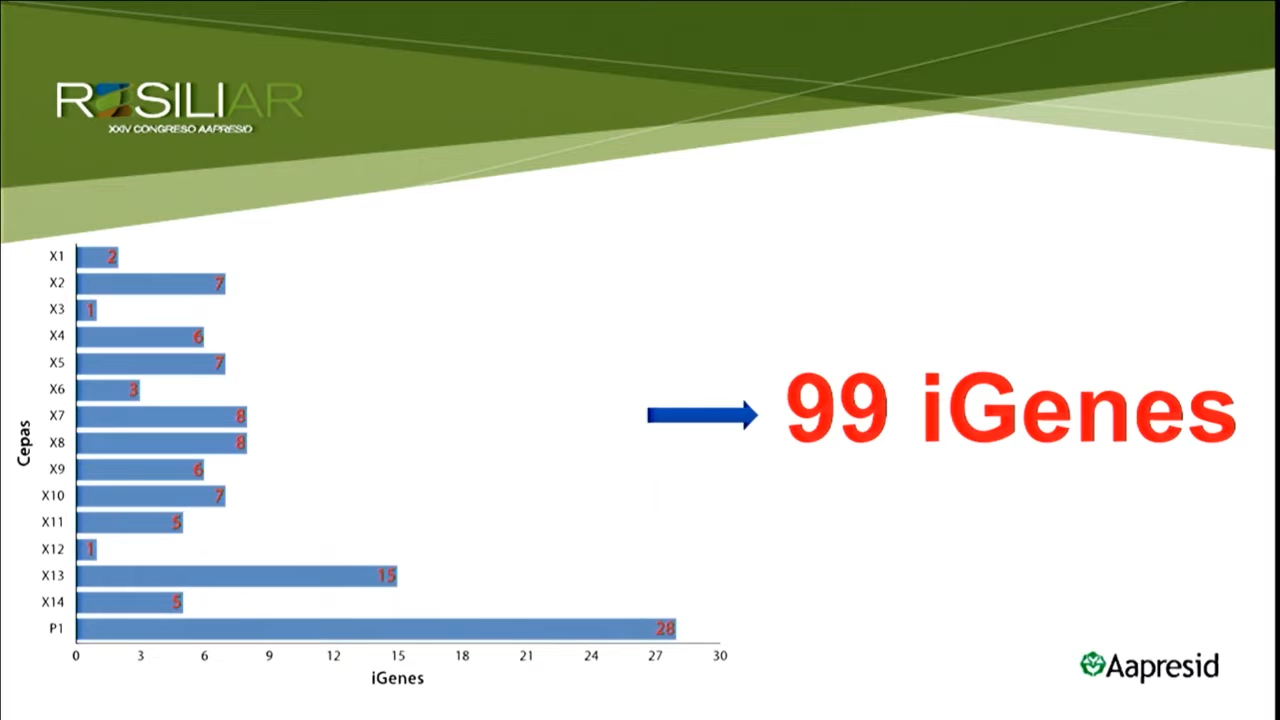 ROSILIAR
XXIV CONGRESO AAPRESID
Cepas
X1 2
X2 7
X3 1
X4 6
X5 7
X6 3
X7 8
X8 8
X9 6
X10 7
X11 5
X12 1
X13 15
X14 5
P1 28
0 3 6 9 12 15 18 21 24 27 30
iGenes
99 iGenes
Aapresid